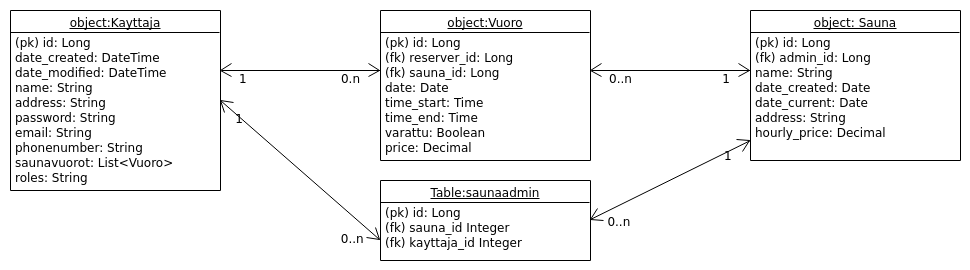 object:Kayttaja
(pk) id: Long
date_created: DateTime
date_modified: DateTime
name: String
address: String
password: String
email: String
phonenumber: String
saunavuorot: List<Vuoro>
roles: String
1
0.n
object:Vuoro
(pk) id: Long
(fk) reserver_id: Long
(fk) sauna_id: Long
date: Date
time_start: Time
time_end: Time
varattu: Boolean
price: Decimal
0..n
1
object: Sauna
(pk) id: Long
(fk) admin_id: Long
name: String
date_created: Date
date_current: Date
address: String
hourly_price: Decimal
1
0..n
Table:saunaadmin
(pk) id: Long
(fk) sauna_id Integer
(fk) kayttaja_id Integer
0..n
1